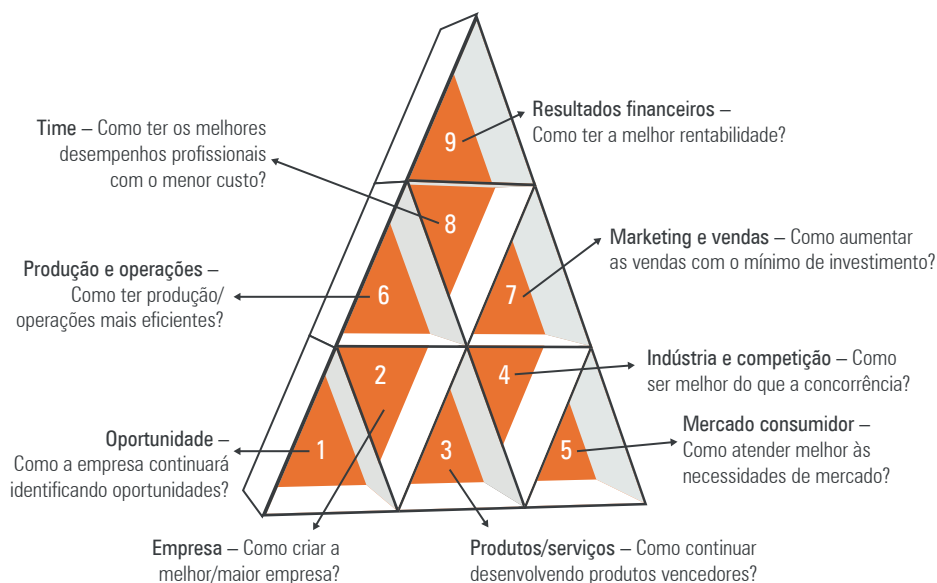 Resultados financeiros –
Como ter a melhor rentabilidade?
9
Time – Como ter os melhores
desempenhos profissionais
com o menor custo?
8
Marketing e vendas – Como aumentar
as vendas com o mínimo de investimento?
7
Produção e operações –
Como ter produção/
operações mais eficientes?
6
Indústria e competição – Como
ser melhor do que a concorrência?
4
2
Mercado consumidor –
Como atender melhor às
necessidades de mercado?
5
Oportunidade –
Como a empresa continuará
identificando oportunidades?
1
3
Empresa – Como criar a
melhor/maior empresa?
Produtos/serviços – Como continuar
desenvolvendo produtos vencedores?